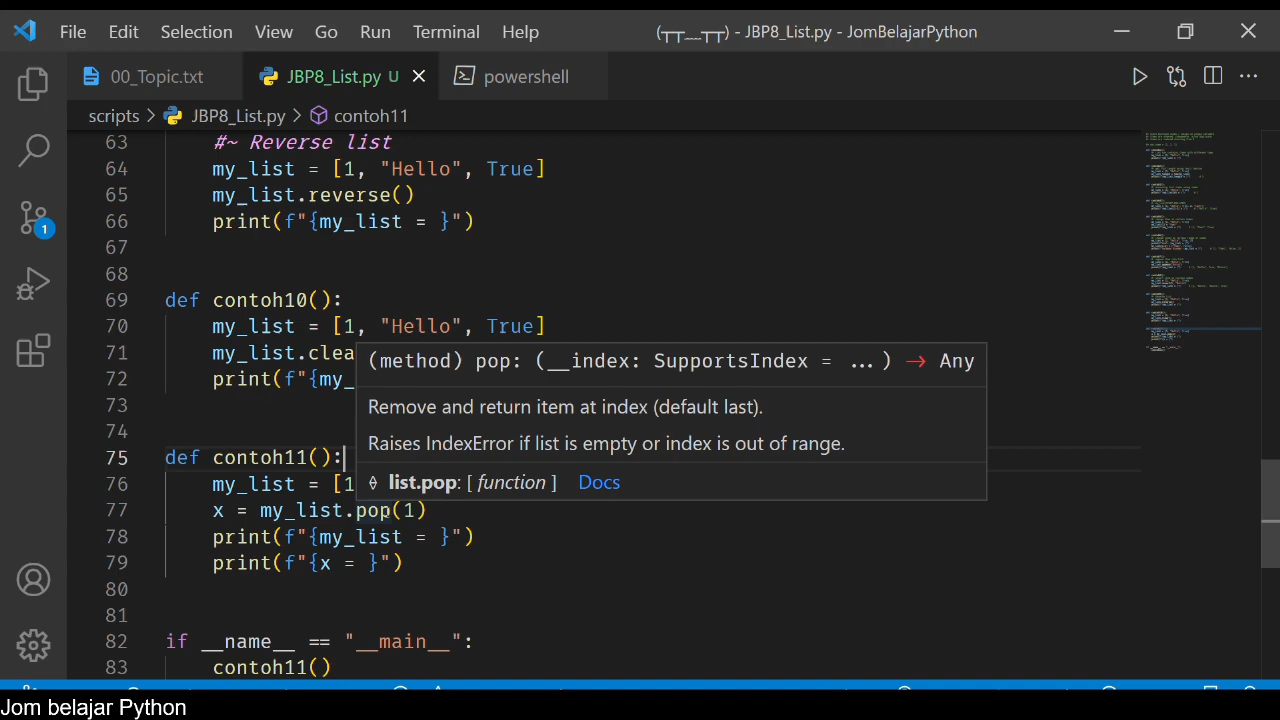 File Edit Selection View Go Run Terminal Help (┬┬﹏┬┬) - JBP8_List.py - JomBelajarPython
00_Topic.txt JBP8_List.py U powershell
scripts > JBP8_List.py > contoh11
63 #~ Reverse list
64 my_list = [1, "Hello", True]
65 my_list.reverse()
66 print(f"{my_list = }")
67
68
69 def contoh10():
70 my_list = [1, "Hello", True]
71 my_list.clea
72 print(f"{my_
73
74
75 def contoh11():
76 my_list = [1
77 x = my_list.pop(1)
78 print(f"{my_list = }")
79 print(f"{x = }")
80
81
82 if __name__ == "__main__":
83 contoh11()
(method) pop: (__index: SupportsIndex = ... ) → Any
Remove and return item at index (default last).
Raises IndexError if list is empty or index is out of range.
list.pop: [ function ] Docs
1
Jom belajar Python